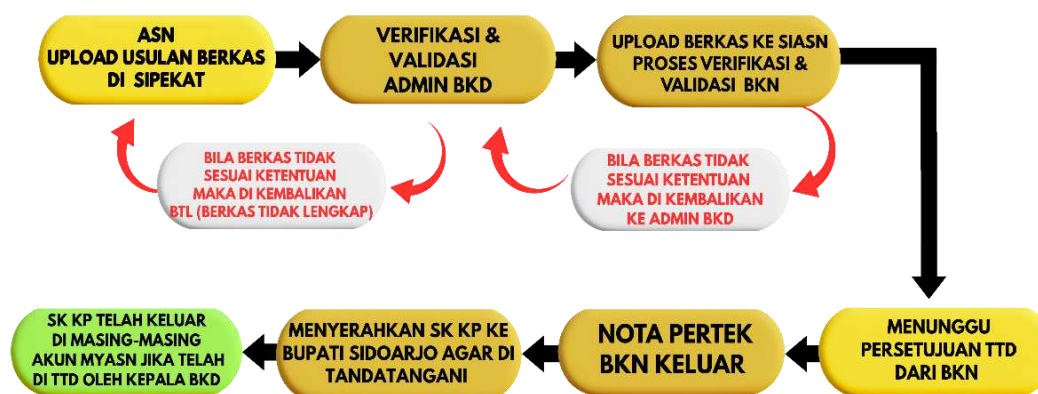 ASN
UPLOAD USULAN BERKAS
DI SIPEKAT
VERIFIKASI &
VALIDASI
ADMIN BKD
UPLOAD BERKAS KE SIASN
PROSES VERIFIKASI &
VALIDASI BKN
BILA BERKAS TIDAK
SESUAI KETENTUAN
MAKA DI KEMBALIKAN
BTL (BERKAS TIDAK LENGKAP)
BILA BERKAS TIDAK
SESUAI KETENTUAN
MAKA DI KEMBALIKAN
KE ADMIN BKD
MENUNGGU
PERSETUJUAN TTD
DARI BKN
NOTA PERTEK
BKN KELUAR
MENYERAHKAN SK KP KE
BUPATI SIDOARJO AGAR DI
TANDATANGANI
SK KP TELAH KELUAR
DI MASING-MASING
AKUN MYASN JIKA TELAH
DI TTD OLEH KEPALA BKD